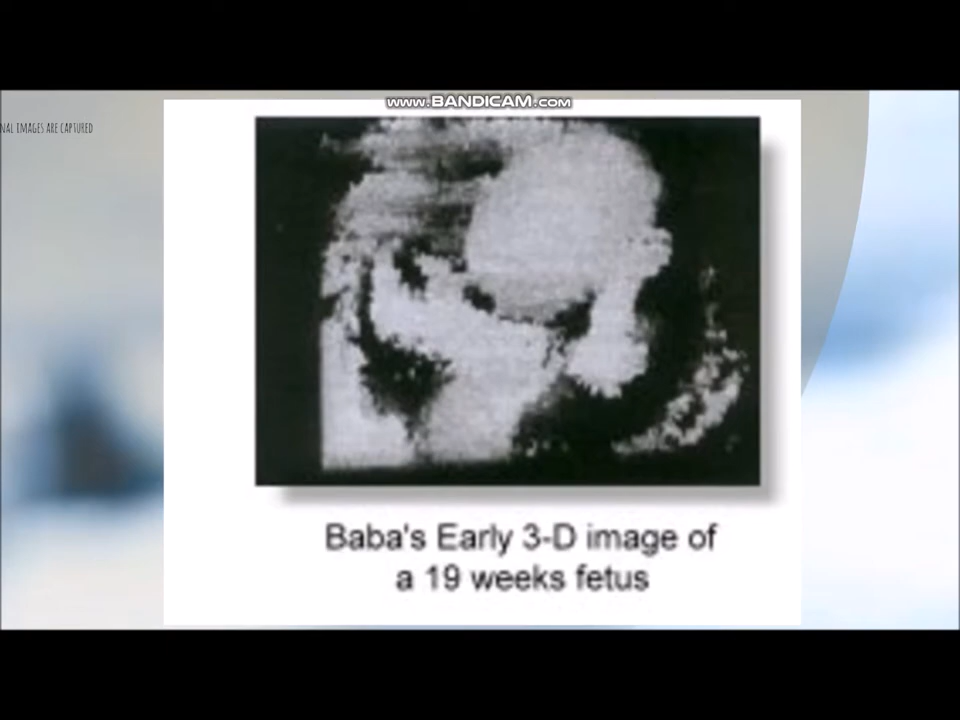 www.BANDICAM.com
NAL IMAGES ARE CAPTURED
Baba's Early 3-D image of
a 19 weeks fetus